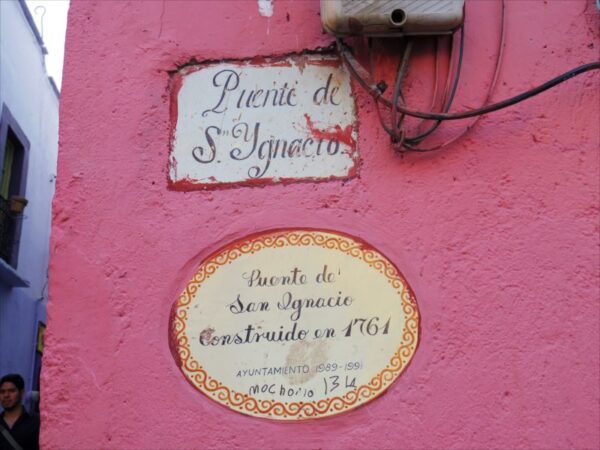 Puente de
S.n Ygnacio.
Puente de
San Ignacio
Construido en 1761
AYUNTAMIENTO 1989-1991